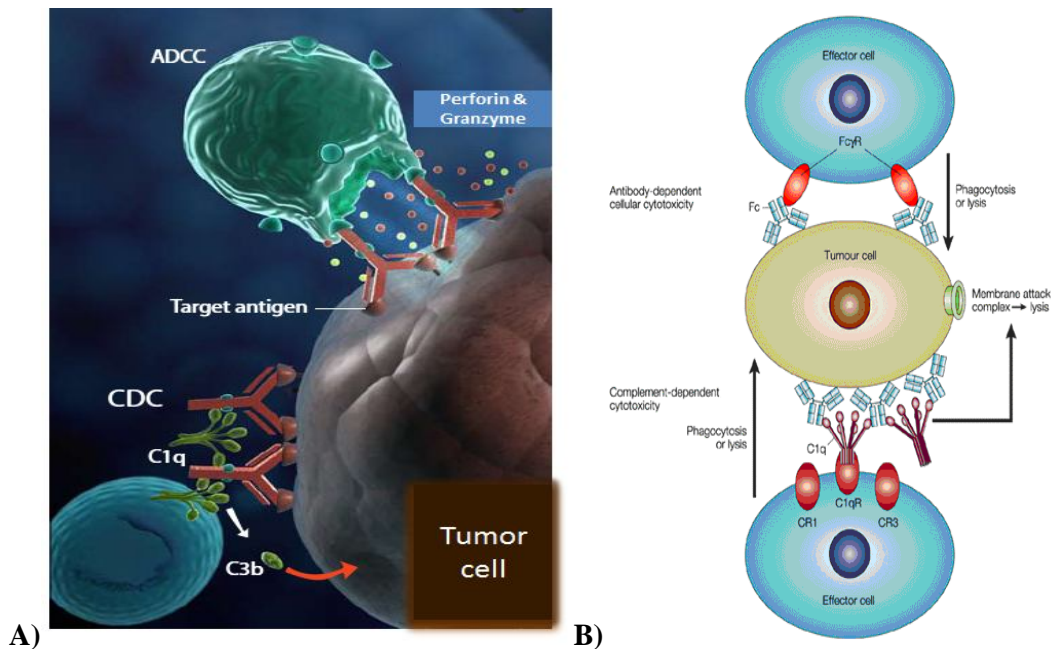 ADCC
Perforin &
Granzyme
Target antigen
CDC
C1q
C3b
Tumor
cell
A)
Effector cell
FcγR
Antibody-dependent
cellular cytotoxicity
Fc
Phagocytosis
or lysis
Tumour cell
Membrane attack
complex → lysis
Complement-dependent
cytotoxicity
Phagocytosis
or lysis
C1q
C1qR
CR1
CR3
Effector cell
B)